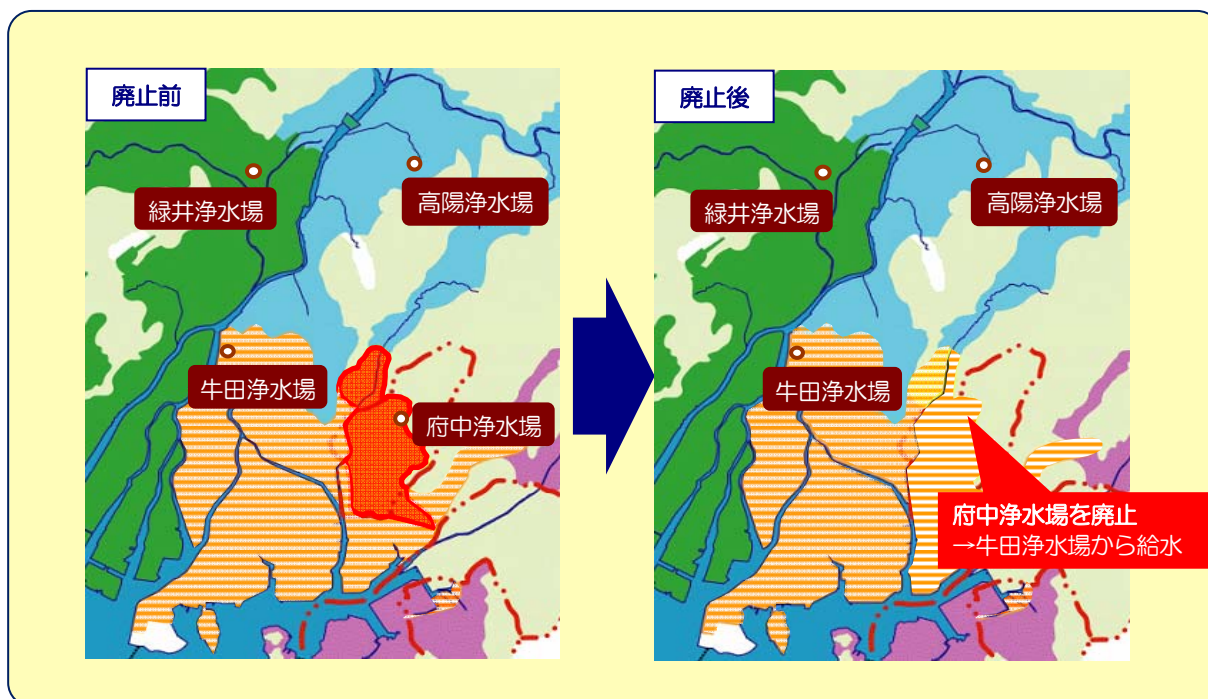 廃止前
緑井浄水場
高陽浄水場
牛田浄水場
府中浄水場
廃止後
緑井浄水場
高陽浄水場
牛田浄水場
府中浄水場を廃止
→牛田浄水場から給水